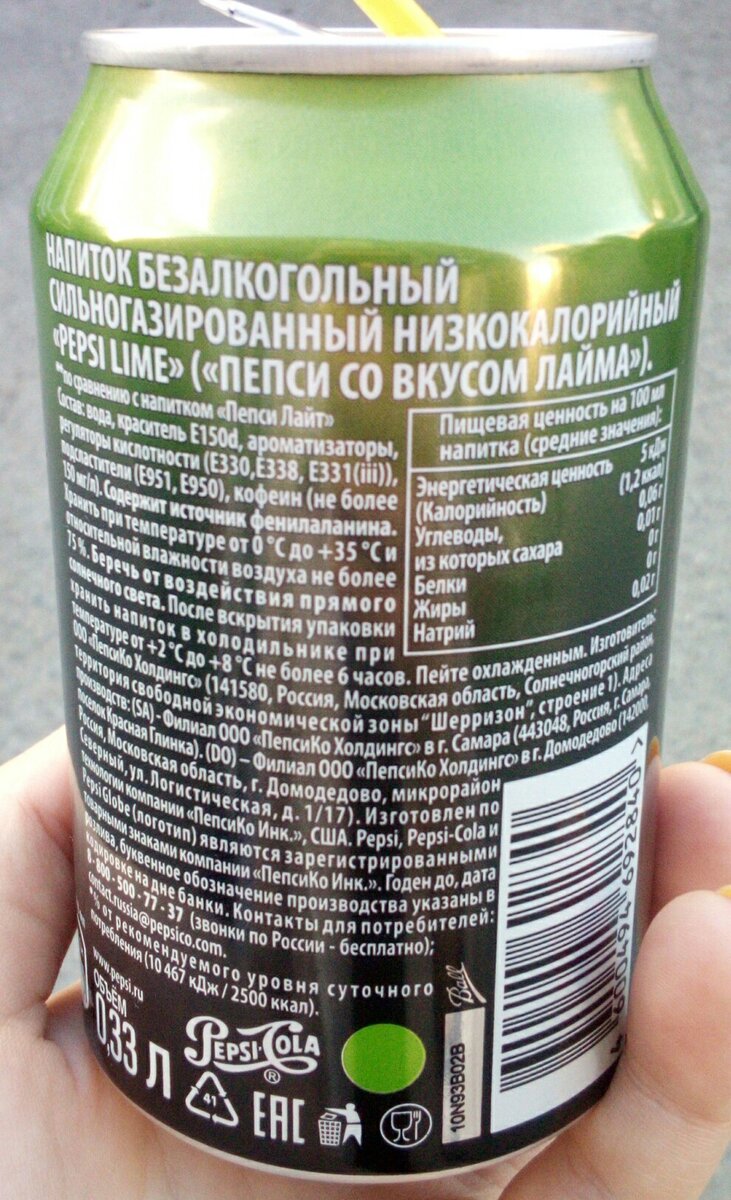 НАПИТОК БЕЗАЛКОГОЛЬНЫЙ
СИЛЬНОГАЗИРОВАННЫЙ НИЗКОКАЛОРИЙНЫЙ
«PEPSI LIME» («ПЕПСИ СО ВКУСОМ ЛАЙМА»).
**по сравнению с напитком «Пепси Лайт»
Состав: вода, краситель Е150d, ароматизаторы,
регуляторы кислотности (Е330,Е338, Е331(iii)),
подсластители (Е951, Е950), кофеин (не более
150 мг/л). Содержит источник фенилаланина.
Хранить при температуре от 0 °С до +35 °С и
относительной влажности воздуха не более
75 %. Беречь от воздействия прямого
солнечного света. После вскрытия упаковки
хранить напиток в холодильнике при
температуре от +2 °С до +8 °С не более 6 часов. Пейте охлажденным. Изготовитель:
ООО «ПепсиКо Холдингс» (141580, Россия, Московская область, Солнечногорский район,
территория свободной экономической зоны "Шерризон", строение 1). Адреса
производств: (SA) - Филиал ООО «ПепсиКо Холдингс» в г. Самара (443048, Россия, г. Самара,
поселок Красная Глинка). (DO) – Филиал ООО «ПепсиКо Холдингс» в г. Домодедово (142000,
Россия, Московская область, г. Домодедово, микрорайон
Северный, ул. Логистическая, д. 1/17). Изготовлен по
технологии компании «ПепсиКо Инк.», США. Pepsi, Pepsi-Cola и
Pepsi Globe (логотип) являются зарегистрированными
товарными знаками компании «ПепсиКо Инк.». Годен до, дата
розлива, буквенное обозначение производства указаны в
кодировке на дне банки. Контакты для потребителей:
8-800-500-77-37 (звонки по России - бесплатно);
contact.russia@pepsico.com.
% от рекомендуемого уровня суточного
потребления (10 467 кДж / 2500 ккал).
www.pepsi.ru
Пищевая ценность на 100 мл
напитка (средние значения):
Энергетическая ценность 5 кДж
(Калорийность) (1,2 ккал)
Углеводы, 0,06 г
из которых сахара 0,01 г
Белки 0 г
Жиры 0 г
Натрий 0,02 г
ОБЪЁМ
0,33 Л
PEPSI-COLA
®
41
EAC
Ball
10N93B02B
4 600494 692840 >